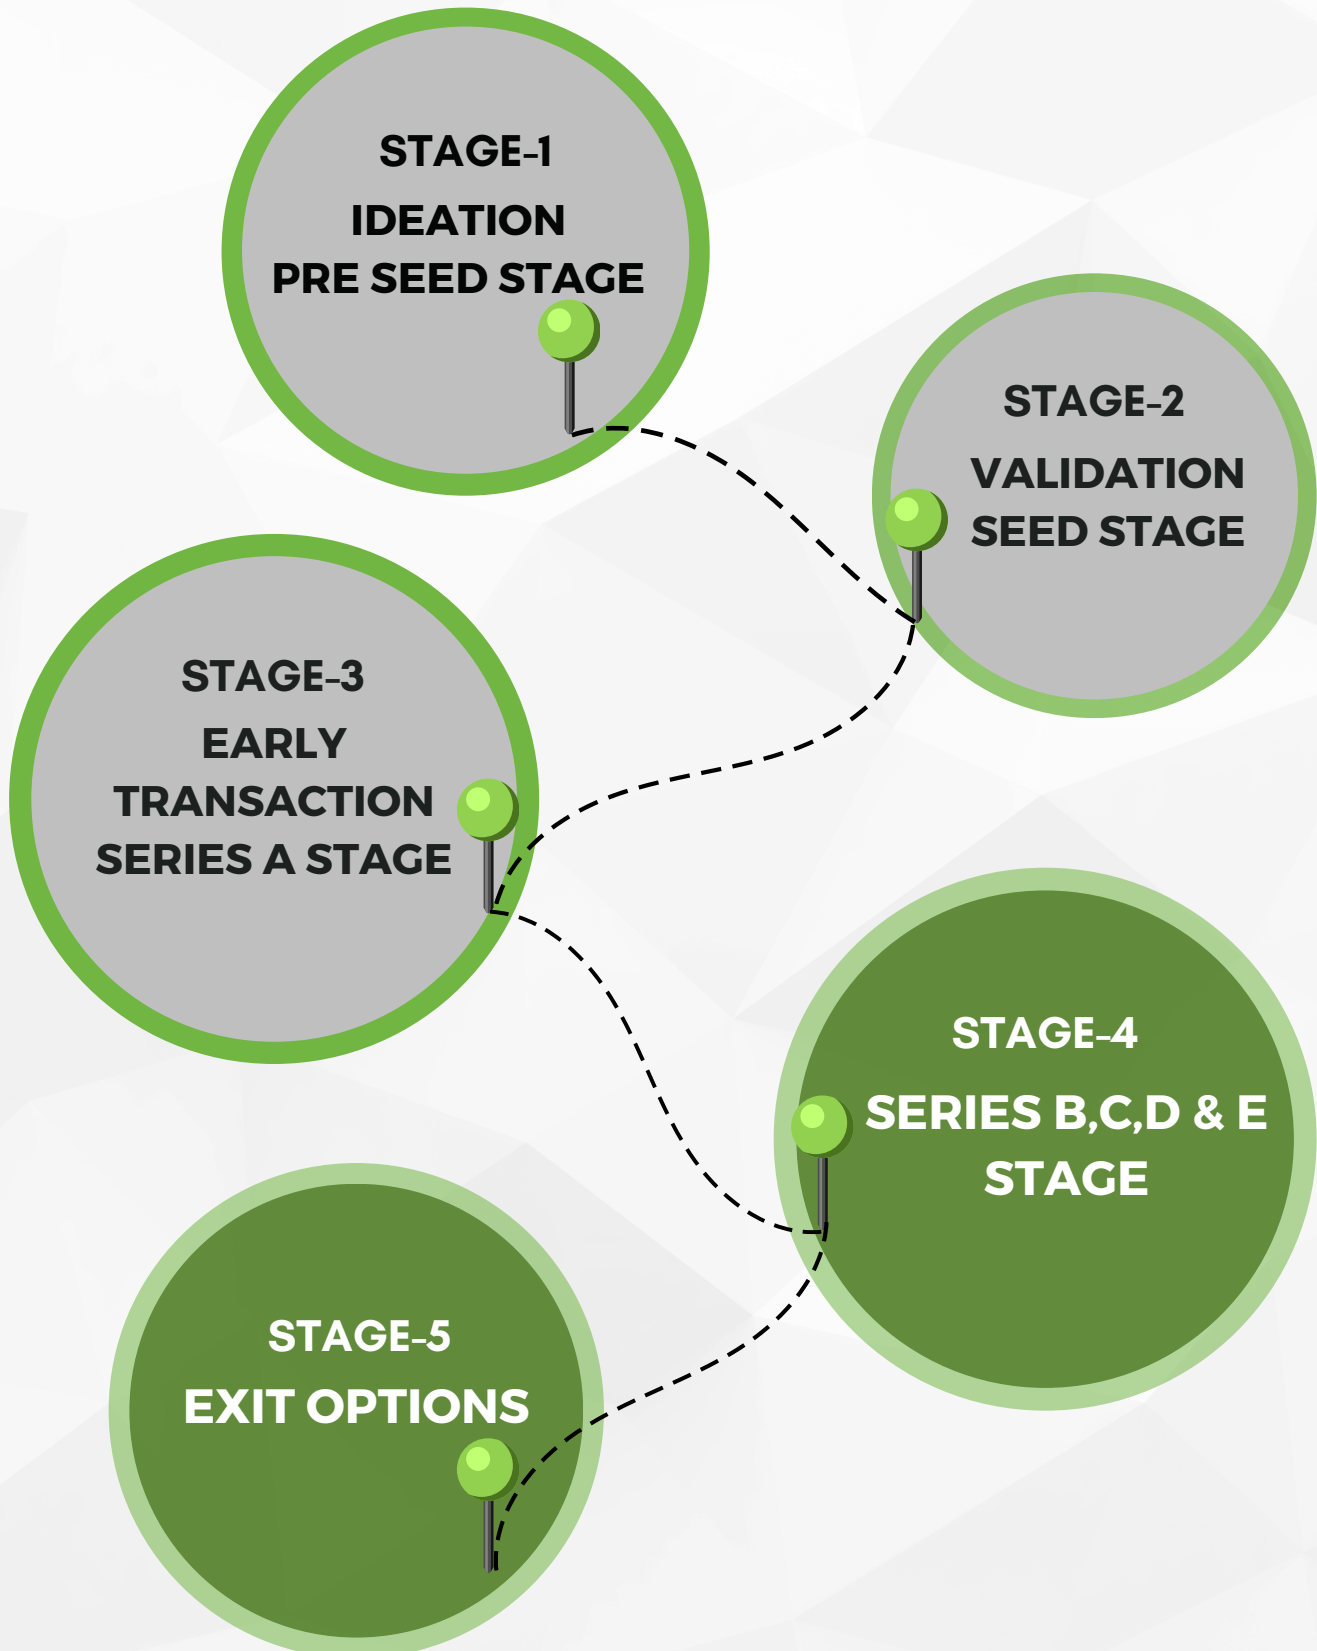 STAGE-1
IDEATION
PRE SEED STAGE
STAGE-2
VALIDATION
SEED STAGE
STAGE-3
EARLY
TRANSACTION
SERIES A STAGE
STAGE-4
SERIES B,C,D & E
STAGE
STAGE-5
EXIT OPTIONS